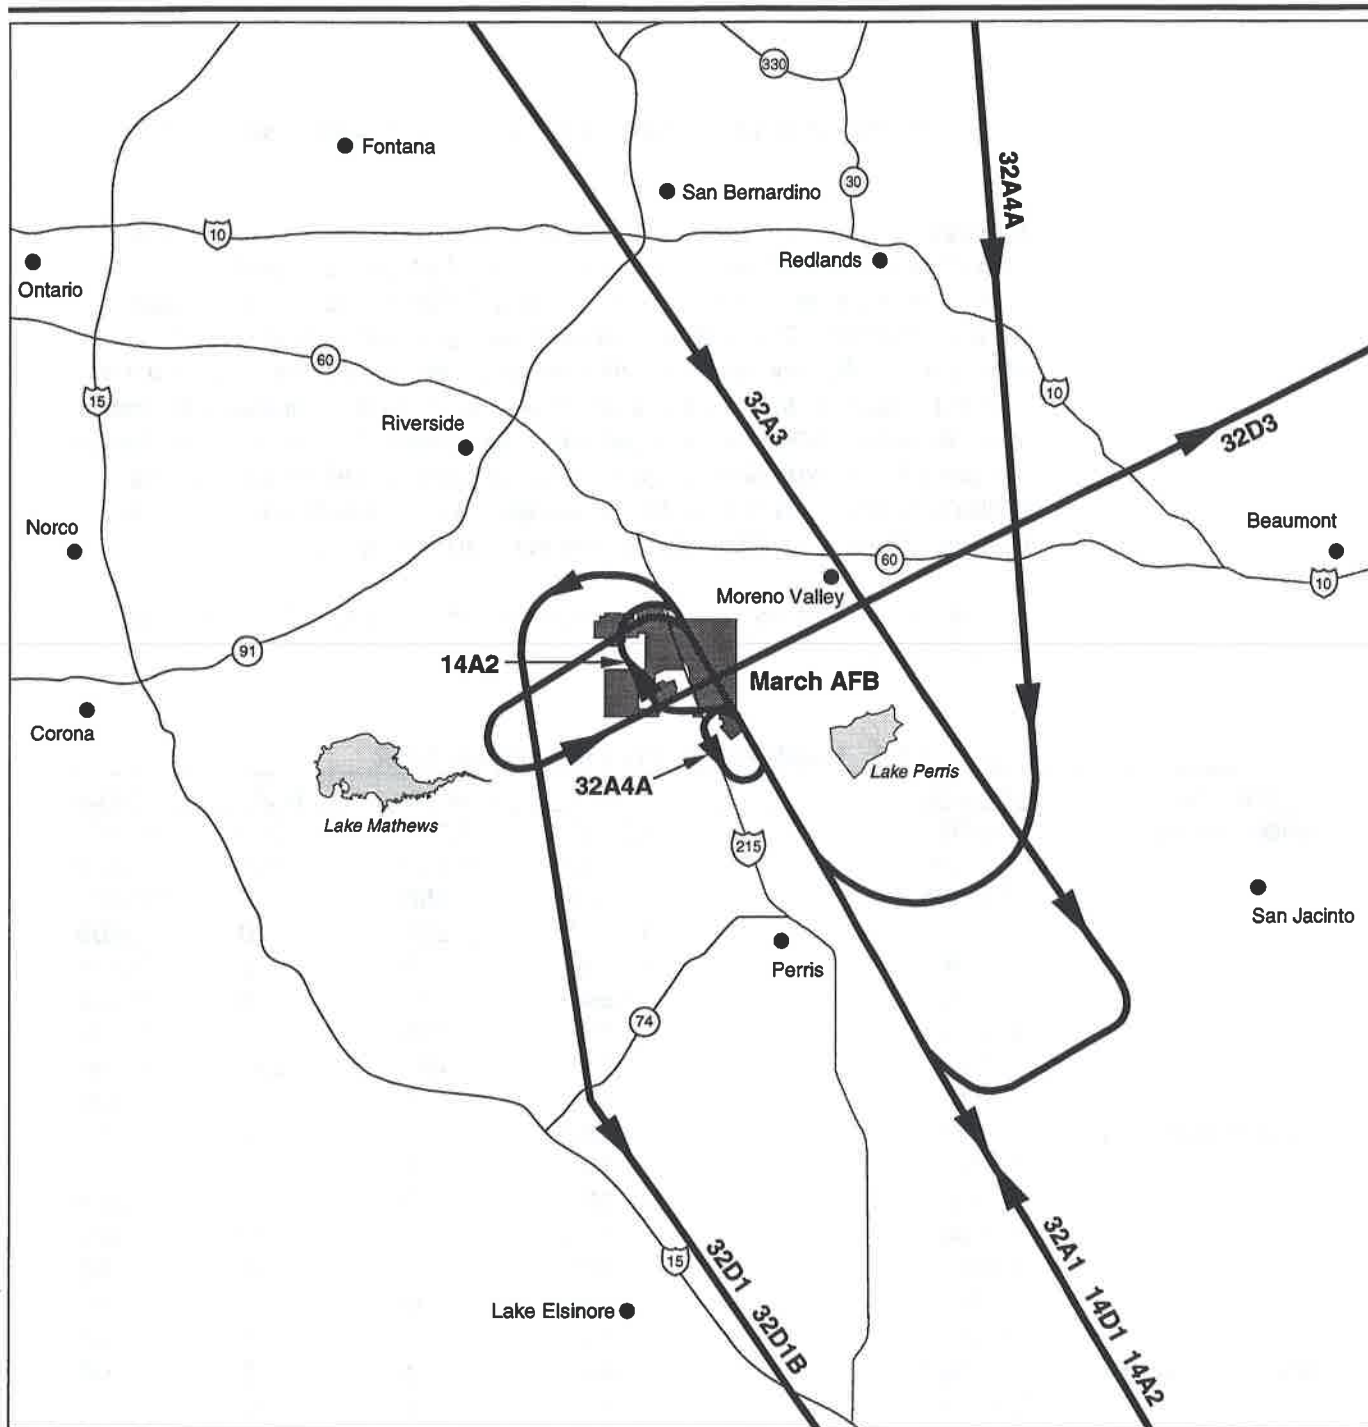 330
Fontana
30
San Bernardino
32A4A
10
Redlands
Ontario
60
15
32A3
10
Riverside
32D3
Norco
Beaumont
60
10
Moreno Valley
91
14A2
March AFB
Corona
Lake Perris
32A4A
Lake Mathews
215
San Jacinto
Perris
74
32D1 32D1B
32A1 14D1 14A2
15
Lake Elsinore